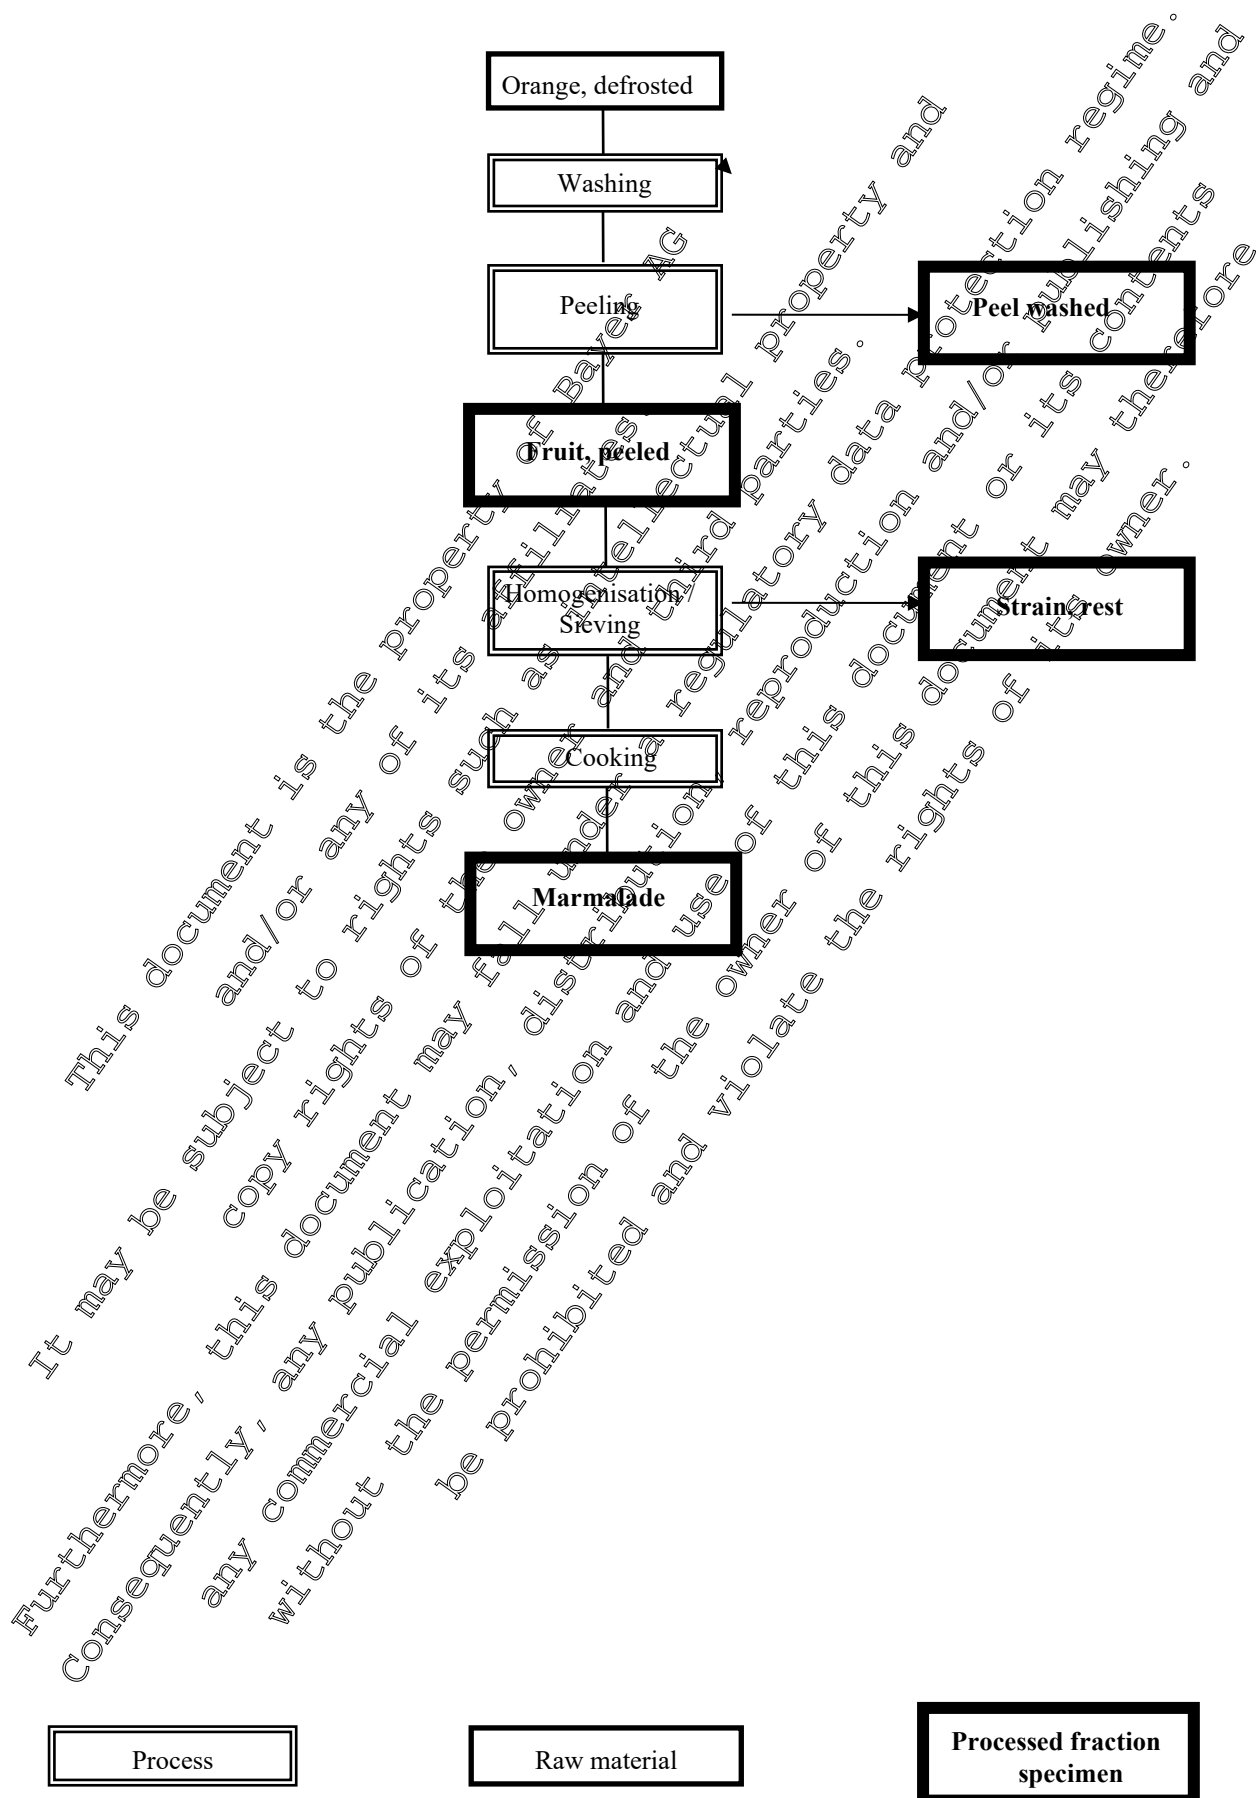 Orange, defrosted
Washing
Peeling
Peel washed
Fruit, peeled
Homogenisation /
Sieving
Strain, rest
Cooking
Marmalade
This document is the property of Bayer AG
and/or any of its affiliates.
It may be subject to rights such as intellectual property and
copy rights of the owner and third parties.
Furthermore, this document may fall under a regulatory data protection regime.
Consequently, any publication, distribution, reproduction and/or publishing and
any commercial exploitation and use of this document or its contents
without the permission of the owner of this document may therefore
be prohibited and violate the rights of its owner.
Process
Raw material
Processed fraction
specimen